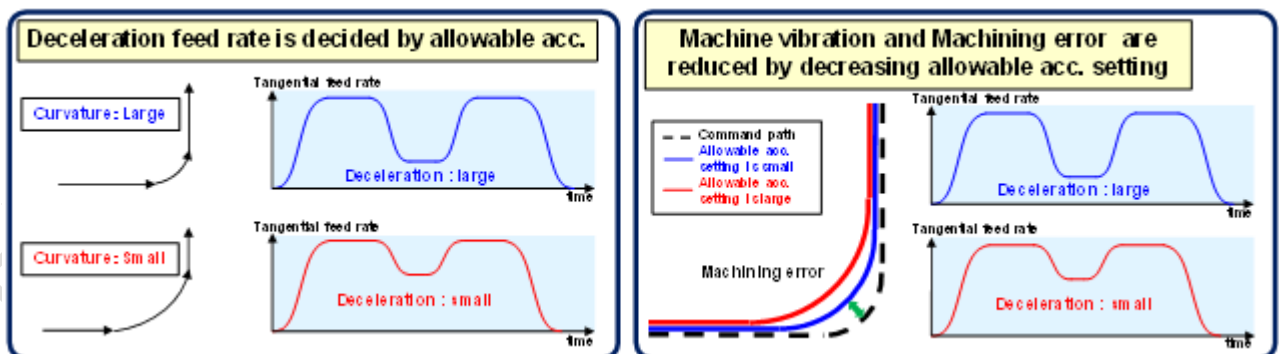 Deceleration feed rate is decided by allowable acc.
Curvature: Large
Tangential feed rate
Deceleration : large
time
Curvature: Small
Tangential feed rate
Deceleration : small
time
Machine vibration and Machining error are
reduced by decreasing allowable acc. setting
Command path
Allowable acc.
setting is small
Allowable acc.
setting is large
Machining error
Tangential feed rate
Deceleration : large
time
Tangential feed rate
Deceleration : small
time